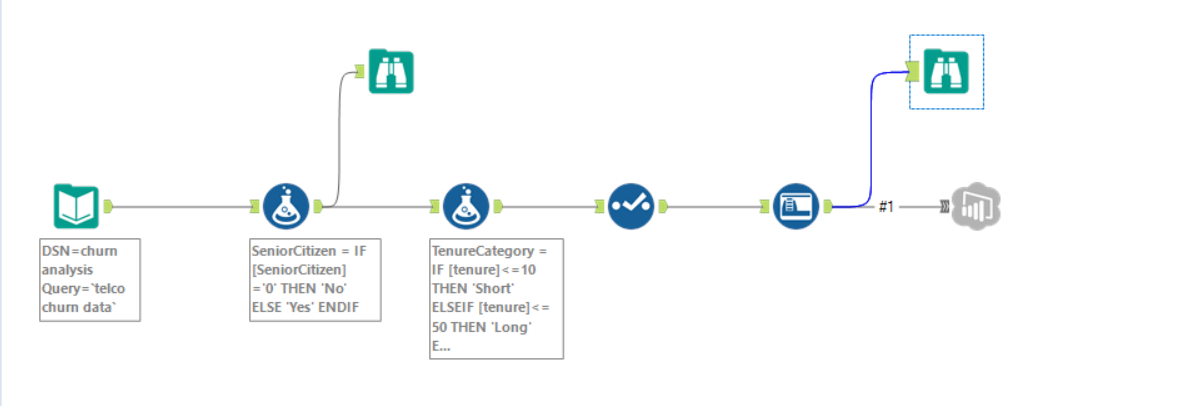 #1
DSN=churn
analysis
Query=`telco
churn data`
SeniorCitizen = IF
[SeniorCitizen]
='0' THEN 'No'
ELSE 'Yes' ENDIF
TenureCategory =
IF [tenure]<=10
THEN 'Short'
ELSEIF [tenure]<=
50 THEN 'Long'
E...